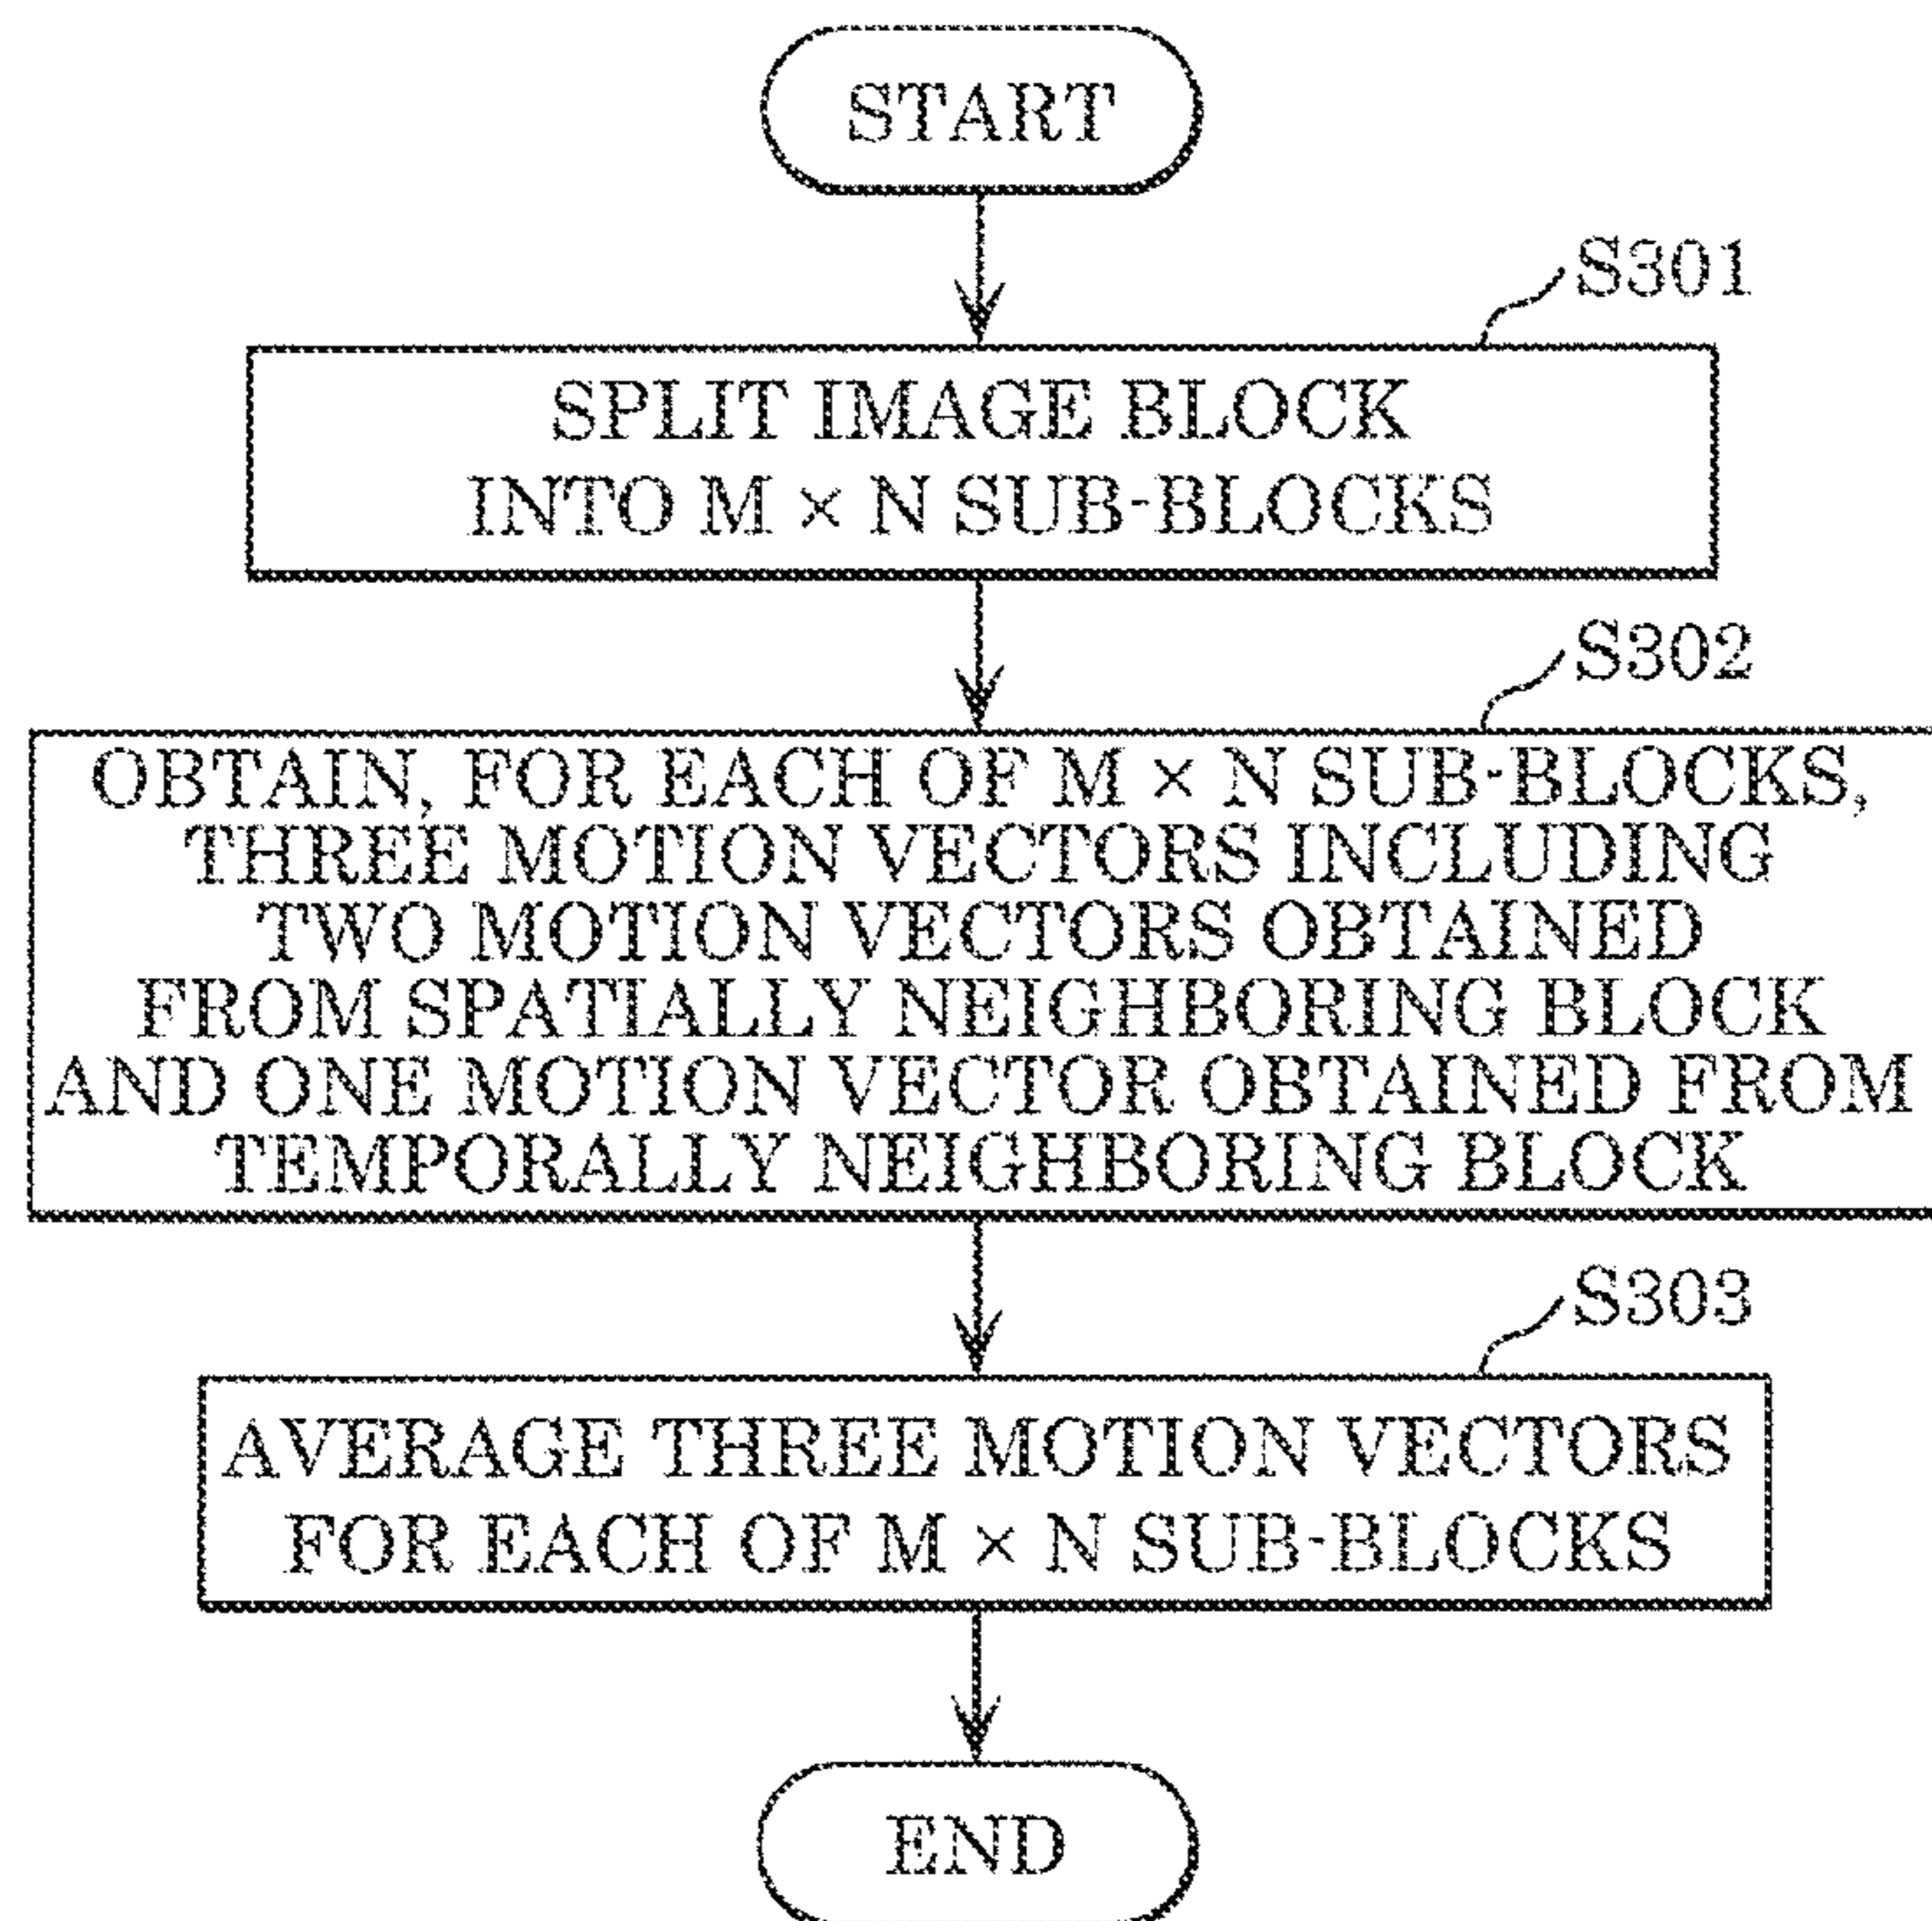 START
S301
SPLIT IMAGE BLOCK
INTO M × N SUB-BLOCKS
S302
OBTAIN, FOR EACH OF M × N SUB-BLOCKS,
THREE MOTION VECTORS INCLUDING
TWO MOTION VECTORS OBTAINED
FROM SPATIALLY NEIGHBORING BLOCK
AND ONE MOTION VECTOR OBTAINED FROM
TEMPORALLY NEIGHBORING BLOCK
S303
AVERAGE THREE MOTION VECTORS
FOR EACH OF M × N SUB-BLOCKS
END